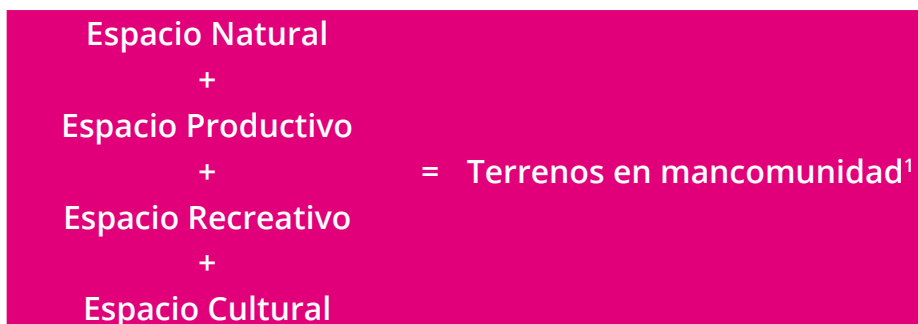 Espacio Natural
+
Espacio Productivo
+ = Terrenos en mancomunidad¹
Espacio Recreativo
+
Espacio Cultural